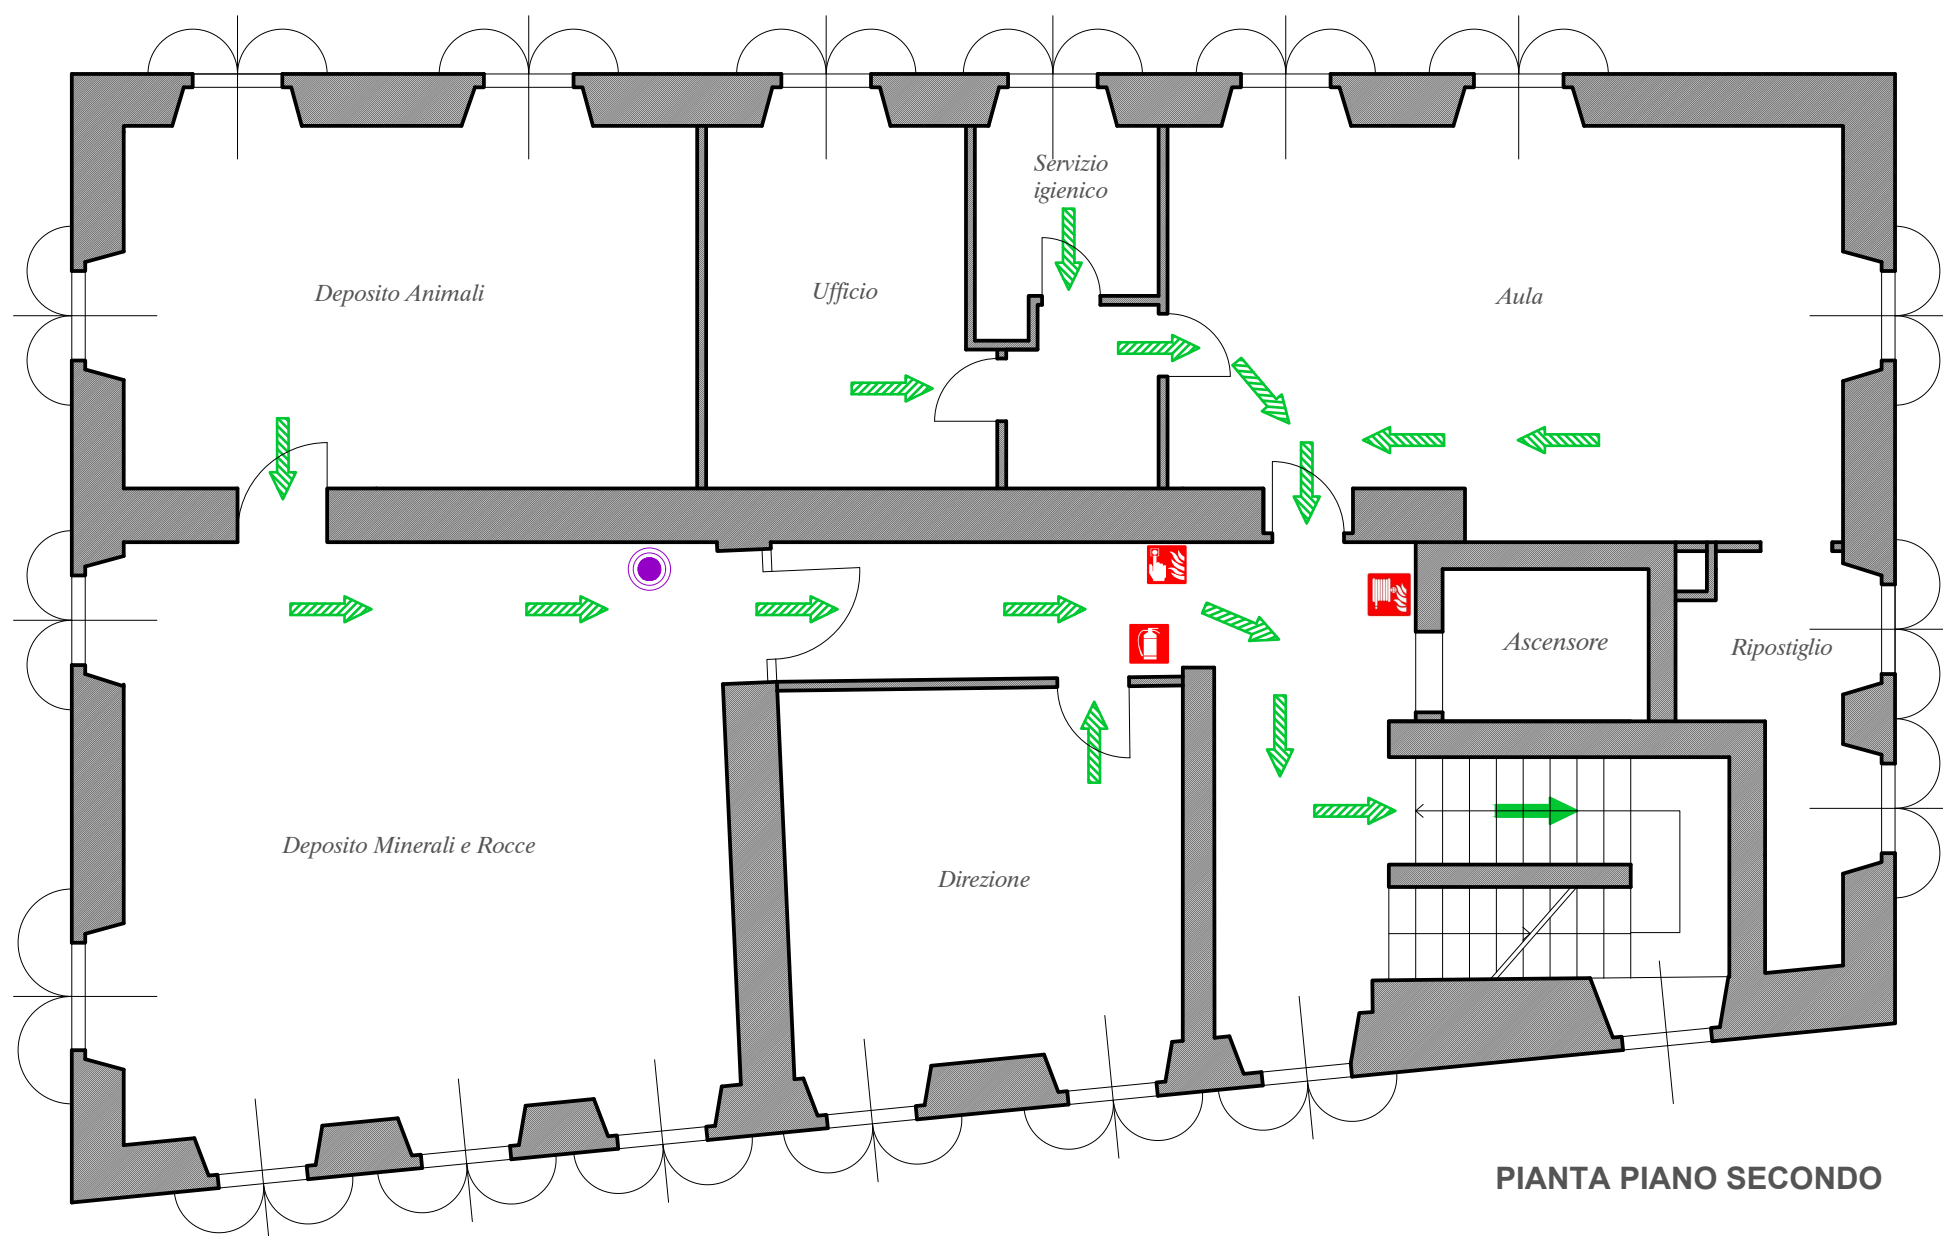 Servizio
igienico
Deposito Animali
Ufficio
Aula
Ascensore
Ripostiglio
Deposito Minerali e Rocce
Direzione
PIANTA PIANO SECONDO